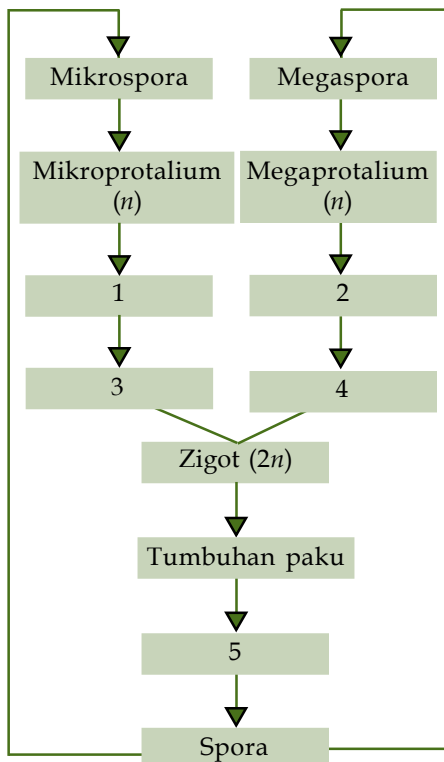 Mikrospora
Megaspora
Mikroprotalium
(n)
Megaprotalium
(n)
1
2
3
4
Zigot (2n)
Tumbuhan paku
5
Spora